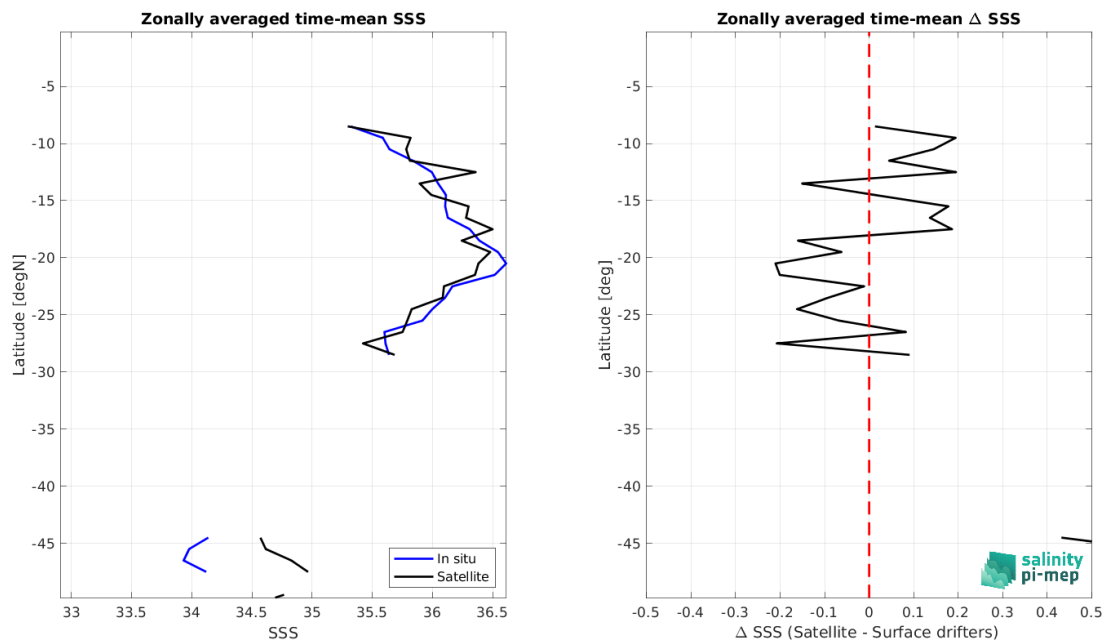 Zonally averaged time-mean SSS
Latitude [degN]
-5
-10
-15
-20
-25
-30
-35
-40
-45
33 33.5 34 34.5 35 35.5 36 36.5
SSS
In situ
Satellite
Zonally averaged time-mean Δ SSS
Latitude [deg]
-5
-10
-15
-20
-25
-30
-35
-40
-45
-0.5 -0.4 -0.3 -0.2 -0.1 0 0.1 0.2 0.3 0.4 0.5
Δ SSS (Satellite - Surface drifters)
salinity
pi-mep